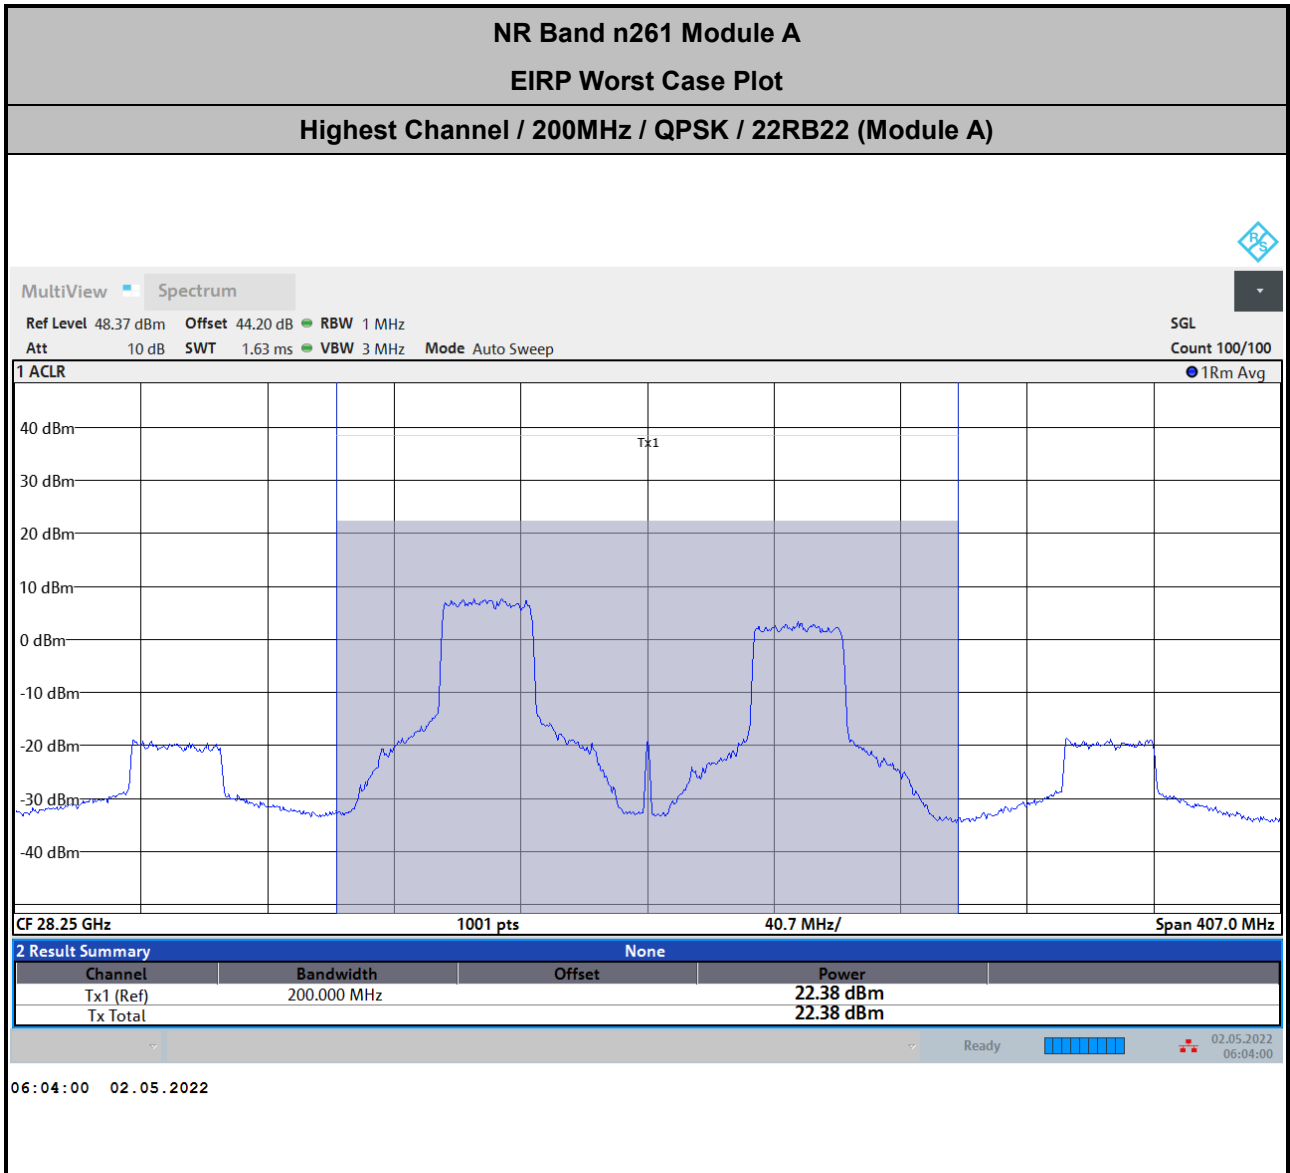 NR Band n261 Module A
EIRP Worst Case Plot
Highest Channel / 200MHz / QPSK / 22RB22 (Module A)
R&S
MultiView Spectrum
Ref Level 48.37 dBm Offset 44.20 dB RBW 1 MHz SGL
Att 10 dB SWT 1.63 ms VBW 3 MHz Mode Auto Sweep Count 100/100
1 ACLR 1Rm Avg
40 dBm
Tx1
30 dBm
20 dBm
10 dBm
0 dBm
-10 dBm
-20 dBm
-30 dBm
-40 dBm
CF 28.25 GHz 1001 pts 40.7 MHz/ Span 407.0 MHz
2 Result Summary None
Channel Bandwidth Offset Power
Tx1 (Ref) 200.000 MHz 22.38 dBm
Tx Total 22.38 dBm
Ready 02.05.2022
06:04:00
06:04:00 02.05.2022